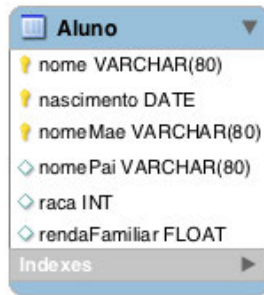 Aluno
nome VARCHAR(80)
nascimento DATE
nomeMae VARCHAR(80)
nomePai VARCHAR(80)
raca INT
rendaFamiliar FLOAT
Indexes